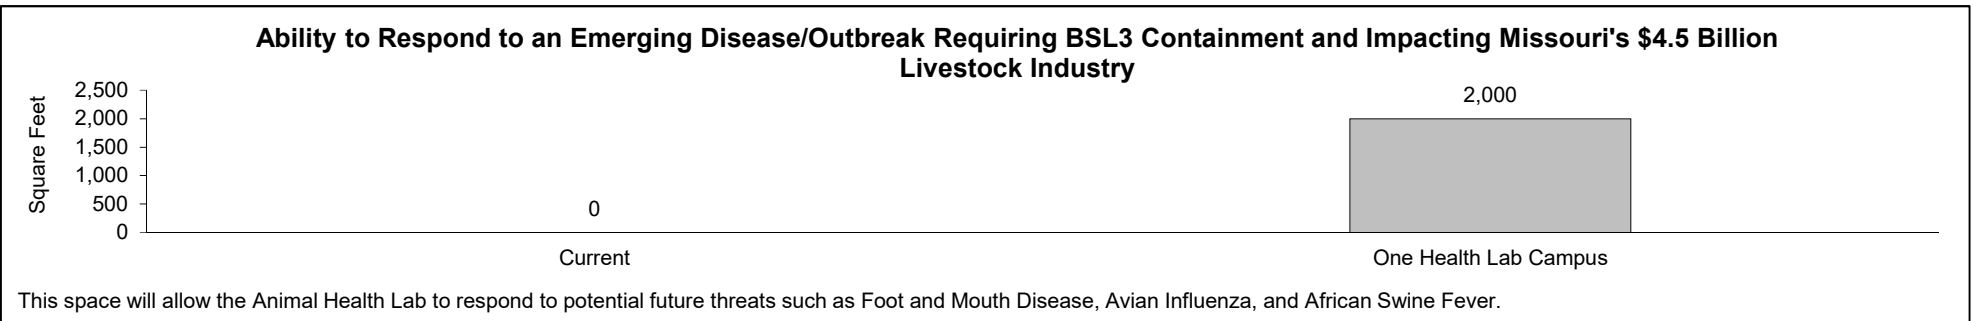 Ability to Respond to an Emerging Disease/Outbreak Requiring BSL3 Containment and Impacting Missouri's $4.5 Billion
Livestock Industry
Square Feet
2,500
2,000
1,500
1,000
500
0
0
2,000
Current
One Health Lab Campus
This space will allow the Animal Health Lab to respond to potential future threats such as Foot and Mouth Disease, Avian Influenza, and African Swine Fever.